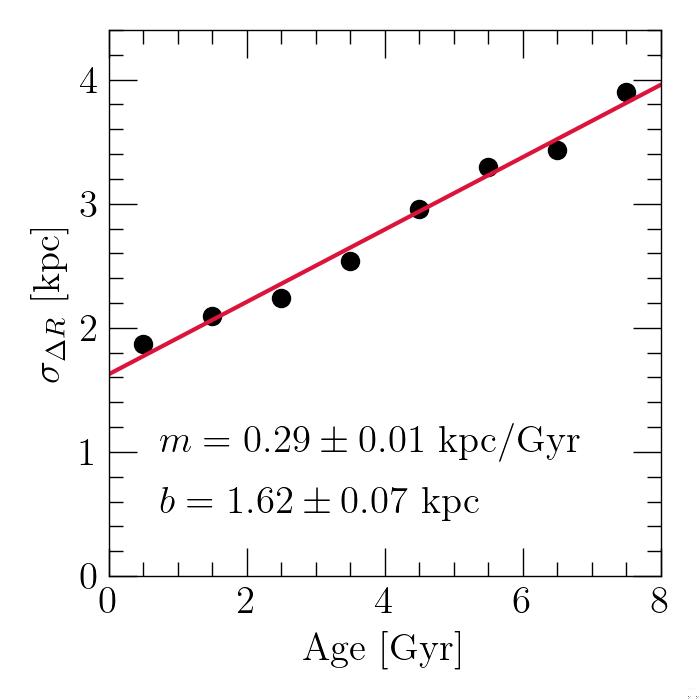 4
3
2
1
0
σΔR [kpc]
m = 0.29 ± 0.01 kpc/Gyr
b = 1.62 ± 0.07 kpc
0 2 4 6 8
Age [Gyr]